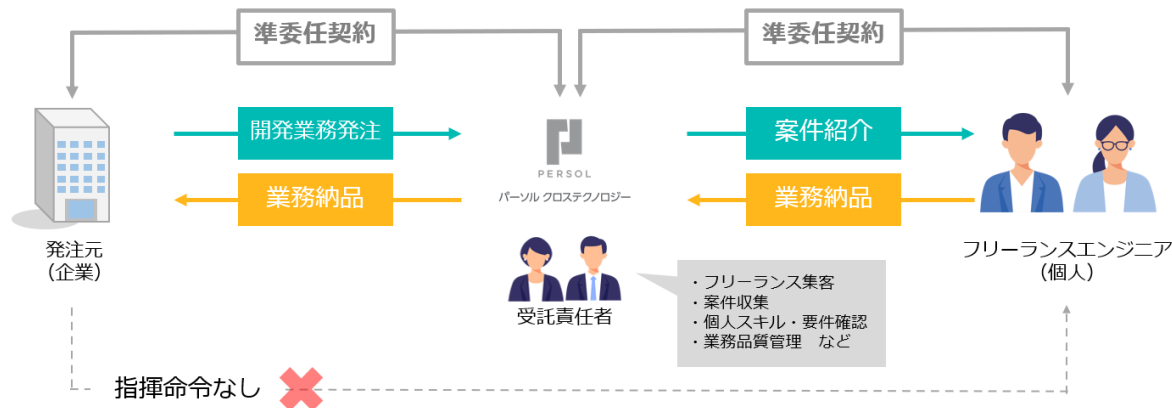 準委任契約
準委任契約
開発業務発注
案件紹介
PERSOL
業務納品
業務納品
パーソル クロステクノロジー
発注元
（企業）
フリーランスエンジニア
（個人）
受託責任者
・フリーランス集客
・案件収集
・個人スキル・要件確認
・業務品質管理　など
指揮命令なし